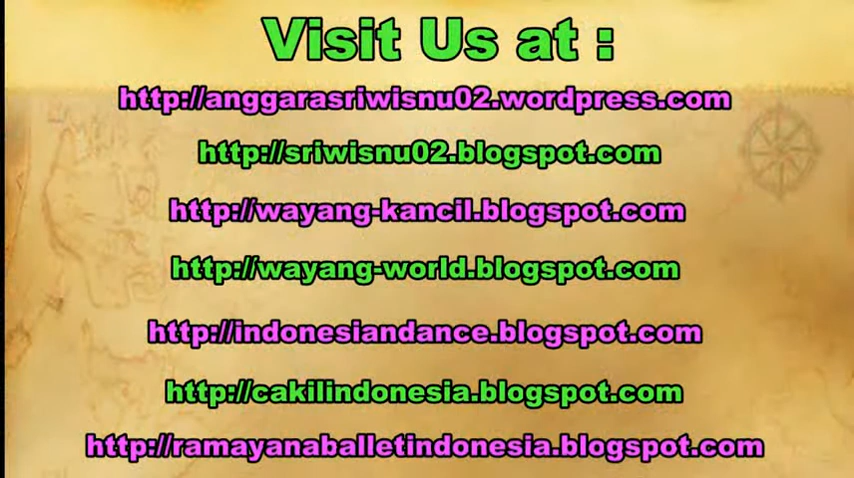 Visit Us at :
http://anggarasriwisnu02.wordpress.com
http://sriwisnu02.blogspot.com
http://wayang-kancil.blogspot.com
http://wayang-world.blogspot.com
http://indonesiandance.blogspot.com
http://cakilindonesia.blogspot.com
http://ramayanaballetindonesia.blogspot.com